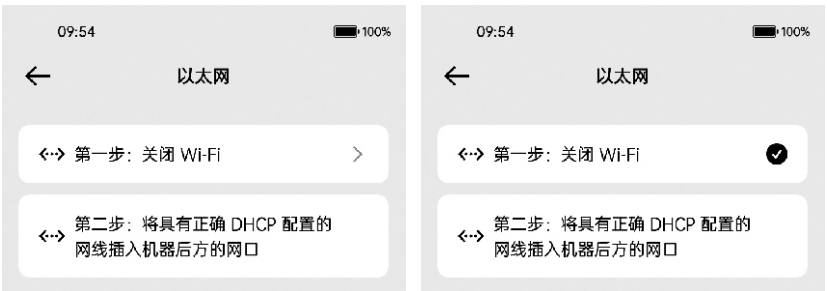 09:54
100%
以太网
第一步：关闭 Wi-Fi
第二步：将具有正确 DHCP 配置的
网线插入机器后方的网口
09:54
100%
以太网
第一步：关闭 Wi-Fi
第二步：将具有正确 DHCP 配置的
网线插入机器后方的网口